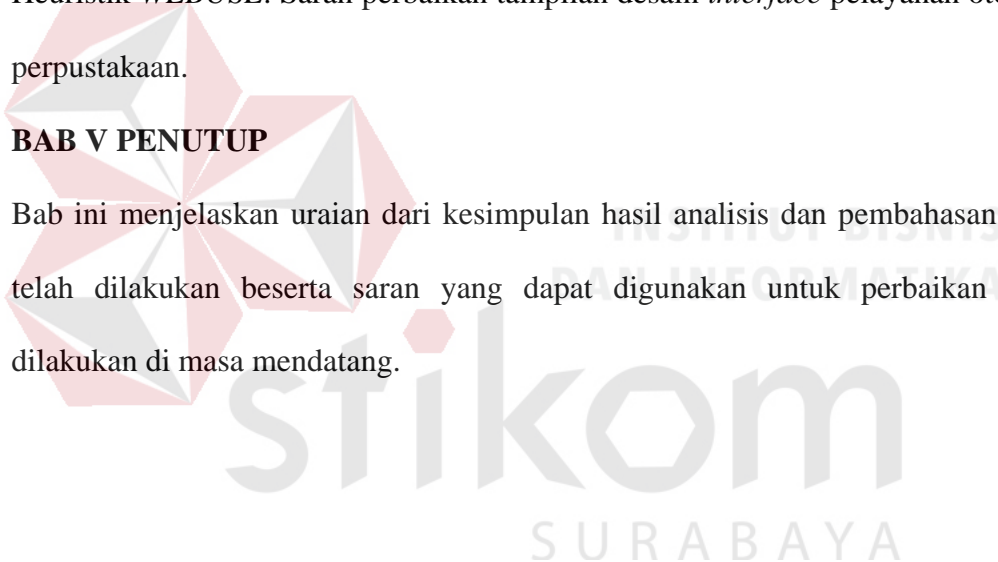 Heuristik WEBUSE. Saran perbaikan tampilan desain interface pelayanan
perpustakaan.
BAB V PENUTUP
Bab ini menjelaskan uraian dari kesimpulan hasil analisis dan pembahasan
INSTITUT BISNIS
telah dilakukan beserta saran yang dapat digunakan untuk perbaikan
DAN INFORMATIKA
dilakukan di masa mendatang.
stikom
SURABAYA